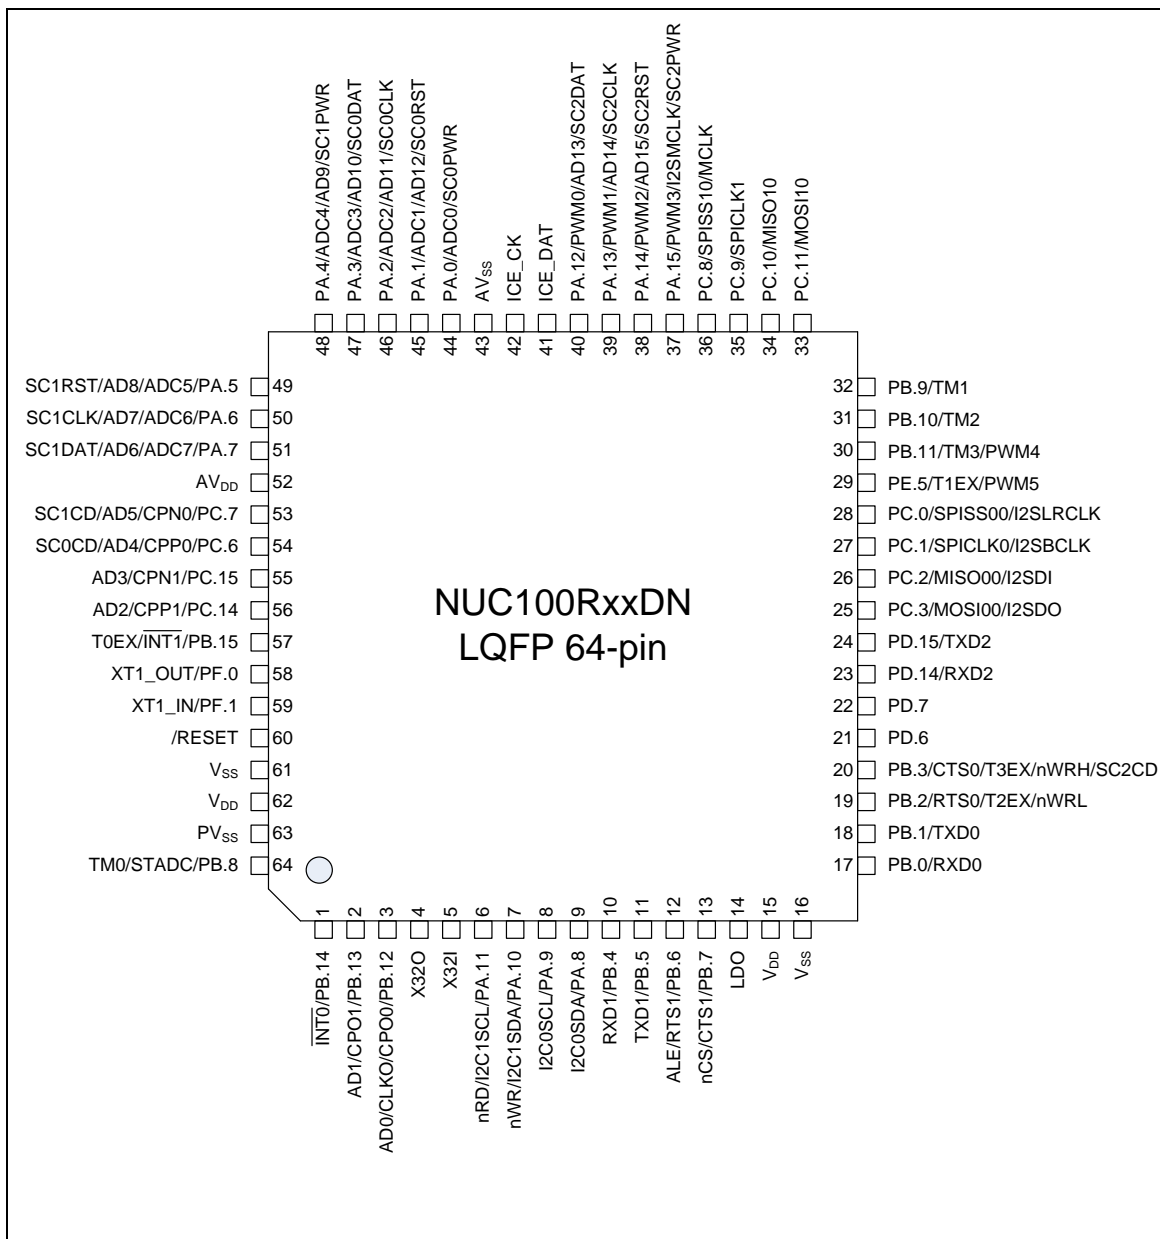 PA.4/ADC4/AD9/SC1PWR
PA.3/ADC3/AD10/SC0DAT
PA.2/ADC2/AD11/SC0CLK
PA.1/ADC1/AD12/SC0RST
PA.0/ADC0/SC0PWR
AVSS
ICE_CK
ICE_DAT
PA.12/PWM0/AD13/SC2DAT
PA.13/PWM1/AD14/SC2CLK
PA.14/PWM2/AD15/SC2RST
PA.15/PWM3/I2SMCLK/SC2PWR
PC.8/SPISS10/MCLK
PC.9/SPICLK1
PC.10/MISO10
PC.11/MOSI10
48 47 46 45 44 43 42 41 40 39 38 37 36 35 34 33
SC1RST/AD8/ADC5/PA.5 49
SC1CLK/AD7/ADC6/PA.6 50
SC1DAT/AD6/ADC7/PA.7 51
AVDD 52
SC1CD/AD5/CPN0/PC.7 53
SC0CD/AD4/CPP0/PC.6 54
AD3/CPN1/PC.15 55
AD2/CPP1/PC.14 56
T0EX/INT1/PB.15 57
XT1_OUT/PF.0 58
XT1_IN/PF.1 59
/RESET 60
VSS 61
VDD 62
PVSS 63
TM0/STADC/PB.8 64
NUC100RxxDN
LQFP 64-pin
32 PB.9/TM1
31 PB.10/TM2
30 PB.11/TM3/PWM4
29 PE.5/T1EX/PWM5
28 PC.0/SPISS00/I2SLRCLK
27 PC.1/SPICLK0/I2SBCLK
26 PC.2/MISO00/I2SDI
25 PC.3/MOSI00/I2SDO
24 PD.15/TXD2
23 PD.14/RXD2
22 PD.7
21 PD.6
20 PB.3/CTS0/T3EX/nWRH/SC2CD
19 PB.2/RTS0/T2EX/nWRL
18 PB.1/TXD0
17 PB.0/RXD0
1 2 3 4 5 6 7 8 9 10 11 12 13 14 15 16
INT0/PB.14
AD1/CPO1/PB.13
AD0/CLKO/CPO0/PB.12
X32O
X32I
nRD/I2C1SCL/PA.11
nWR/I2C1SDA/PA.10
I2C0SCL/PA.9
I2C0SDA/PA.8
RXD1/PB.4
TXD1/PB.5
ALE/RTS1/PB.6
nCS/CTS1/PB.7
LDO
VDD
VSS